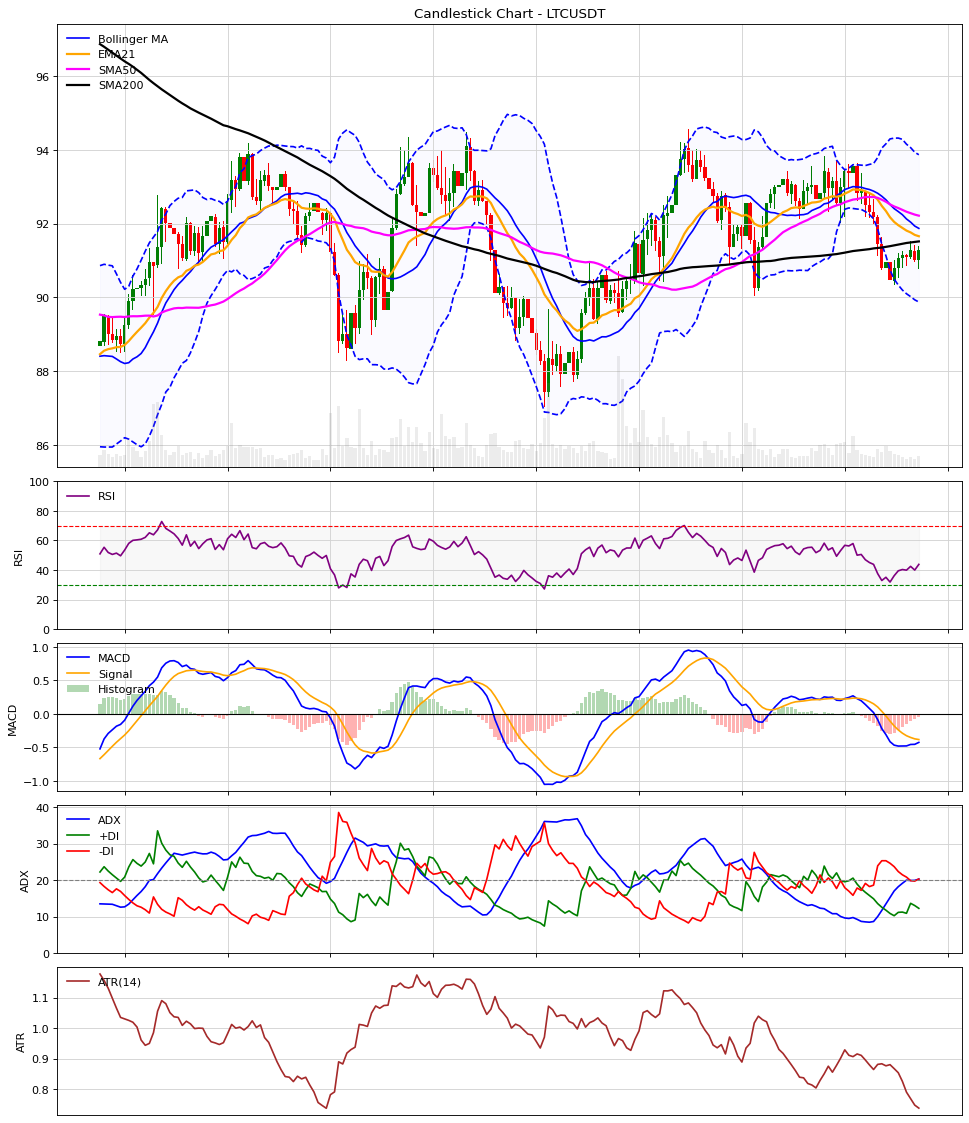 Candlestick Chart - LTCUSDT
Bollinger MA
EMA21
SMA50
SMA200
96
94
92
90
88
86
RSI
RSI
100
80
60
40
20
0
MACD
Signal
Histogram
MACD
1.0
0.5
0.0
−0.5
−1.0
ADX
+DI
-DI
ADX
40
30
20
10
0
ATR(14)
ATR
1.1
1.0
0.9
0.8